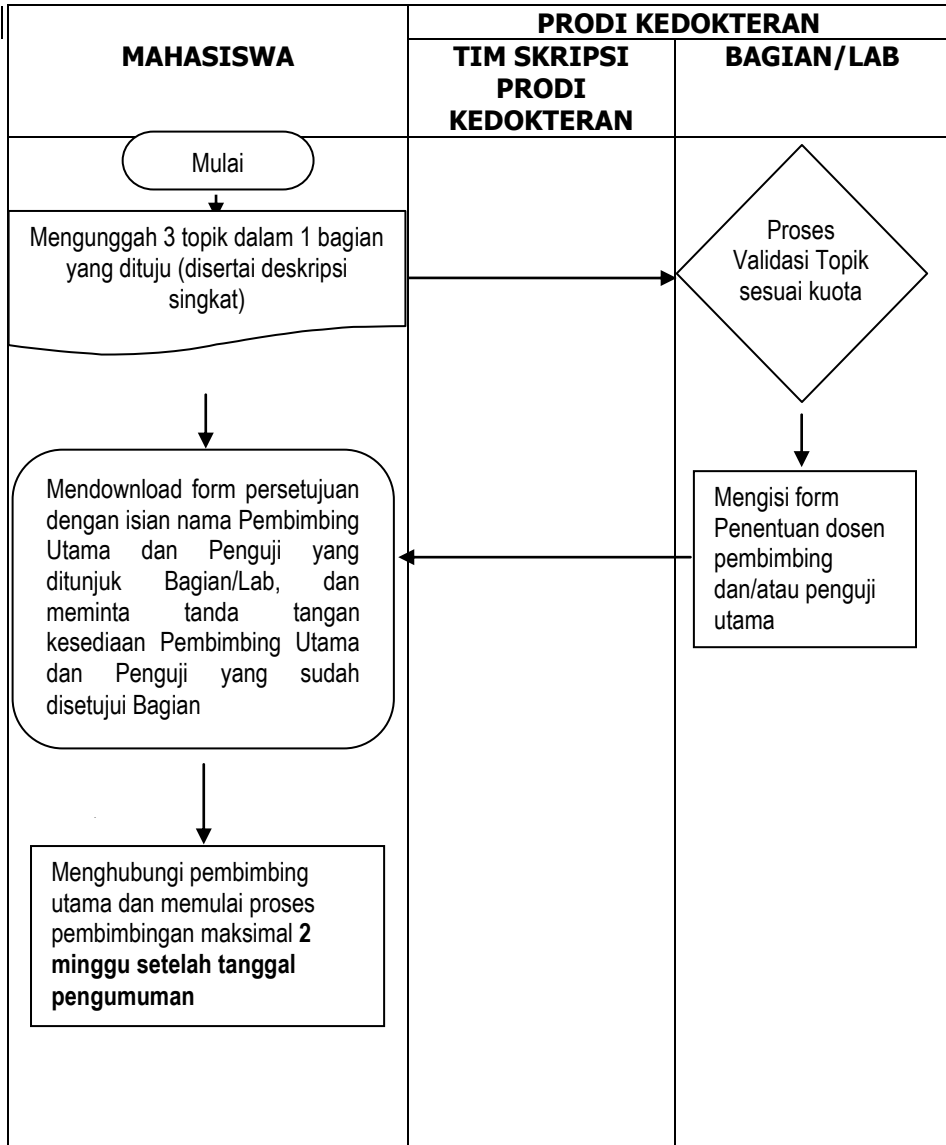 PRODI KEDOKTERAN
MAHASISWA
TIM SKRIPSI
PRODI
KEDOKTERAN
BAGIAN/LAB
Mulai
Mengunggah 3 topik dalam 1 bagian
yang dituju (disertai deskripsi
singkat)
Proses
Validasi Topik
sesuai kuota
Mendownload form persetujuan
dengan isian nama Pembimbing
Utama dan Penguji yang
ditunjuk Bagian/Lab, dan
meminta tanda tangan
kesediaan Pembimbing Utama
dan Penguji yang sudah
disetujui Bagian
Mengisi form
Penentuan dosen
pembimbing
dan/atau penguji
utama
Menghubungi pembimbing
utama dan memulai proses
pembimbingan maksimal 2
minggu setelah tanggal
pengumuman